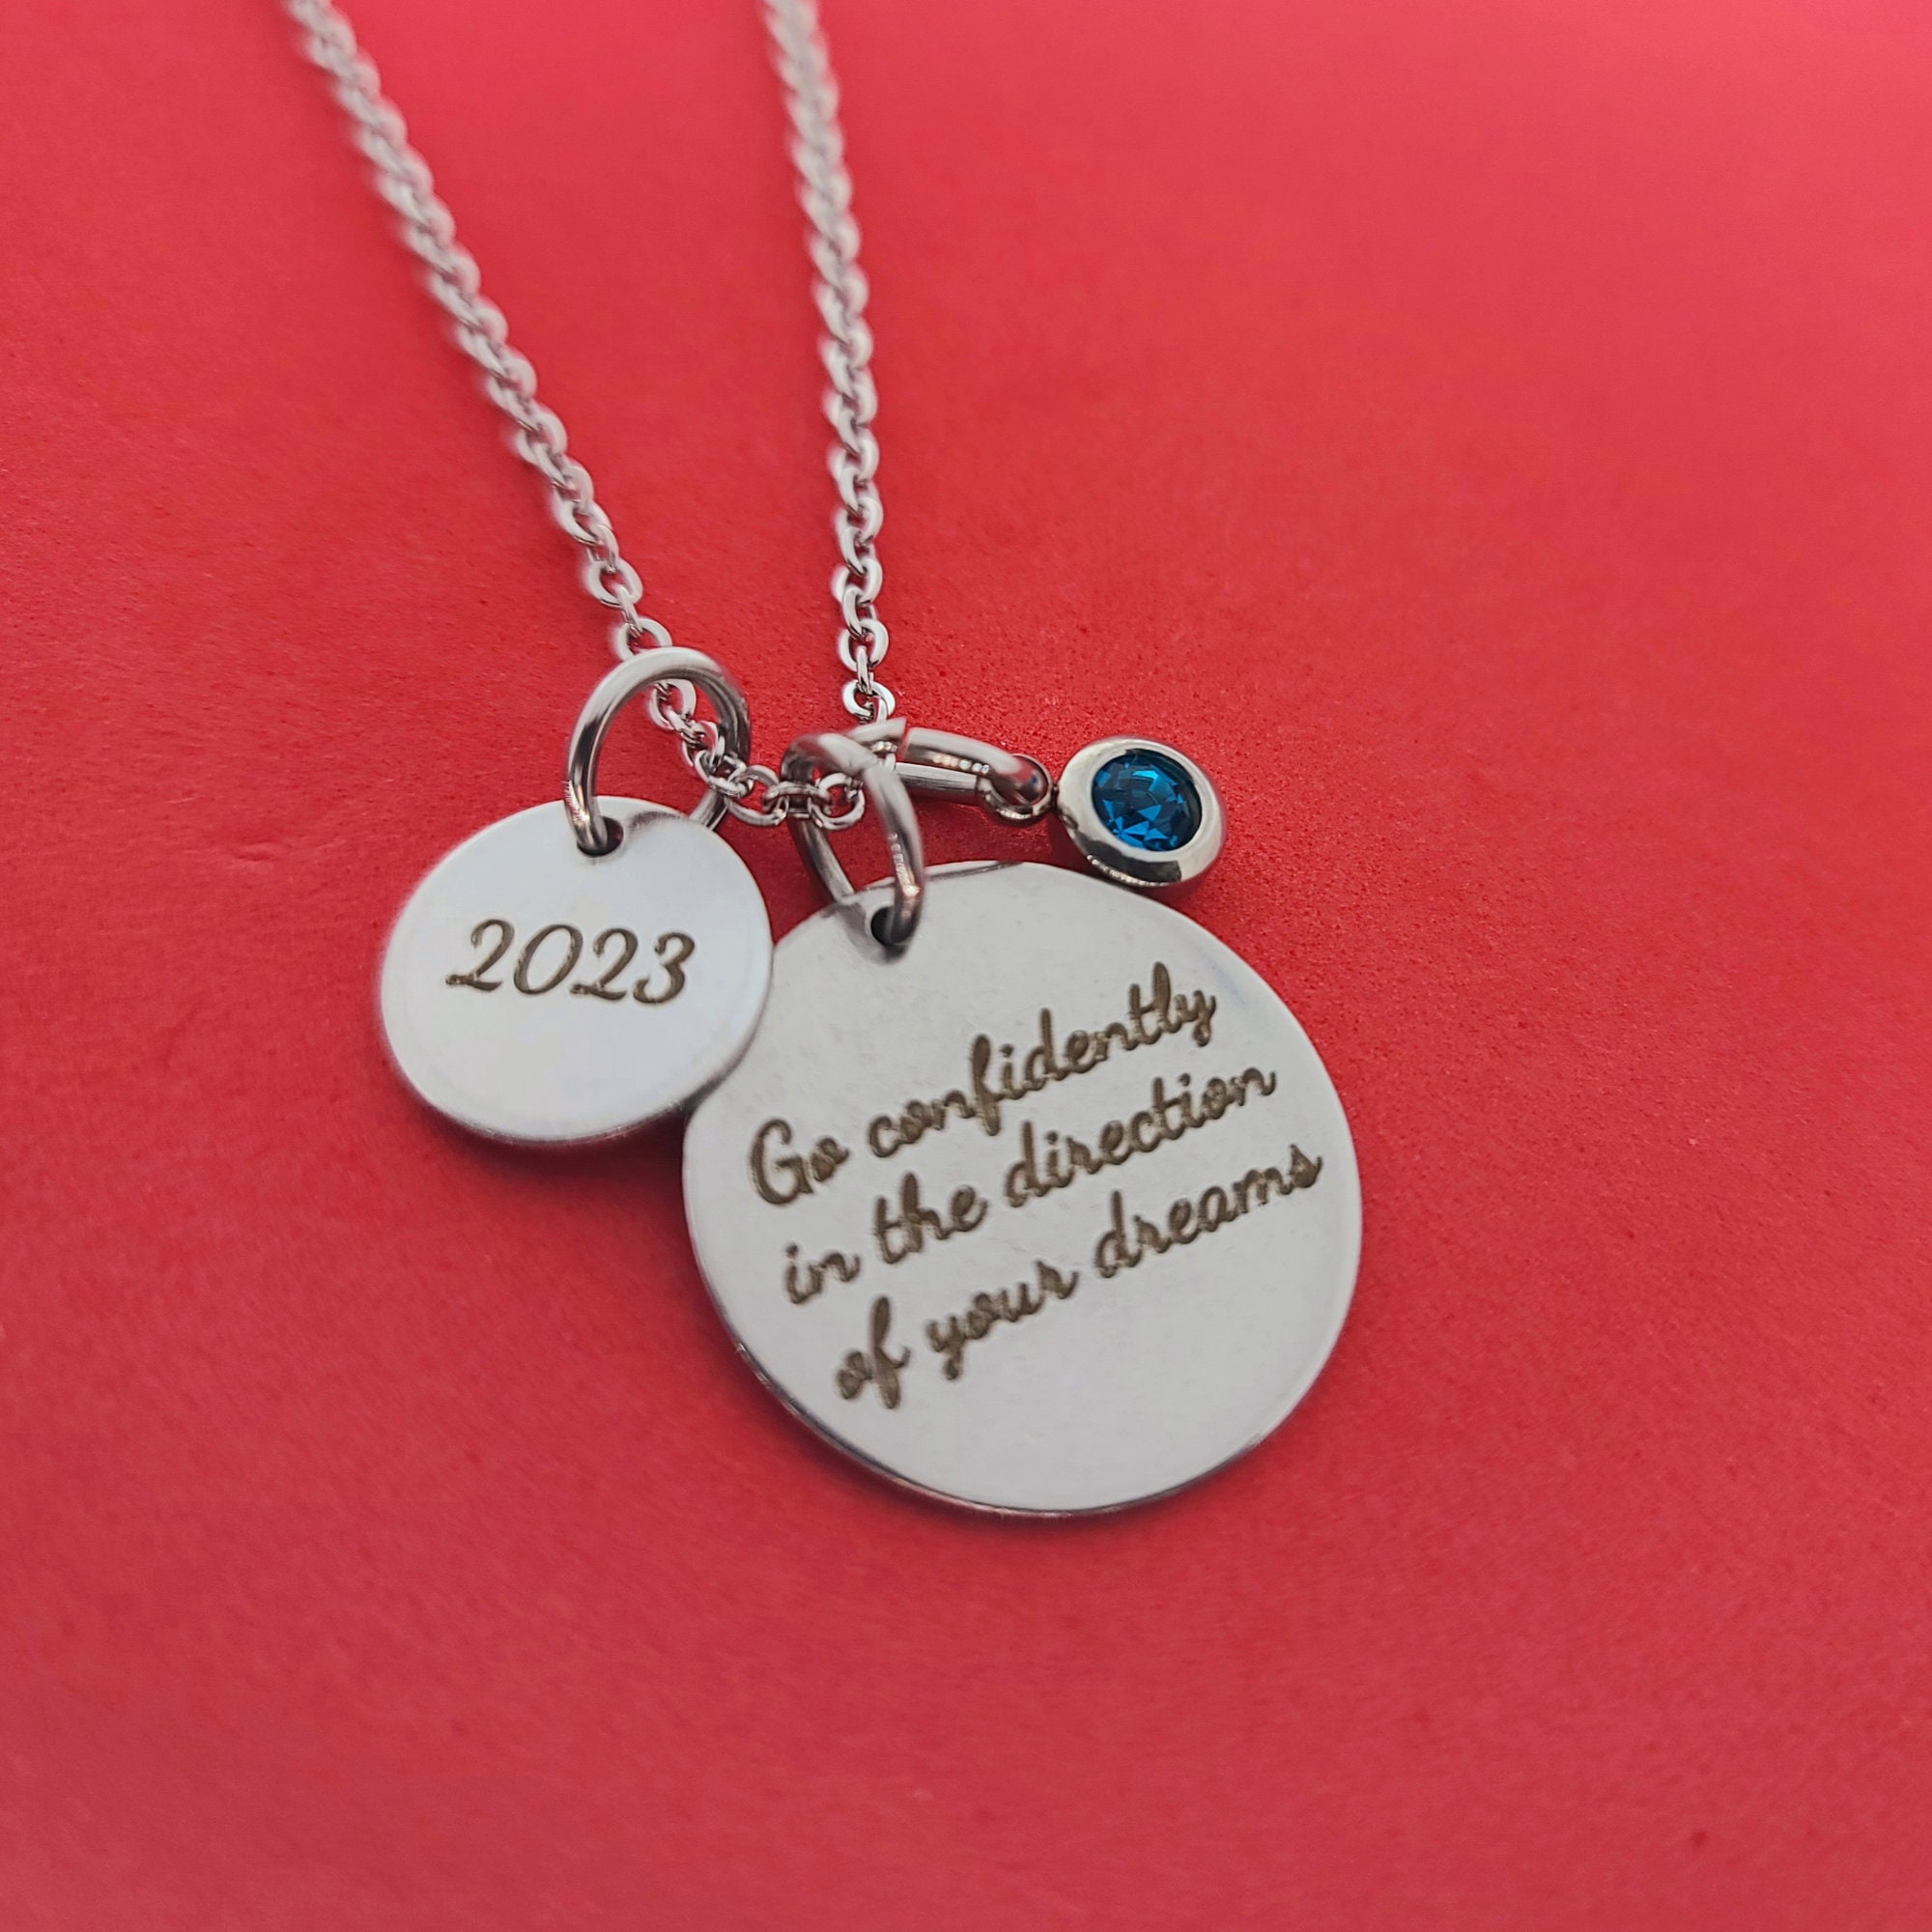 2023
Go confidently
in the direction
of your dreams